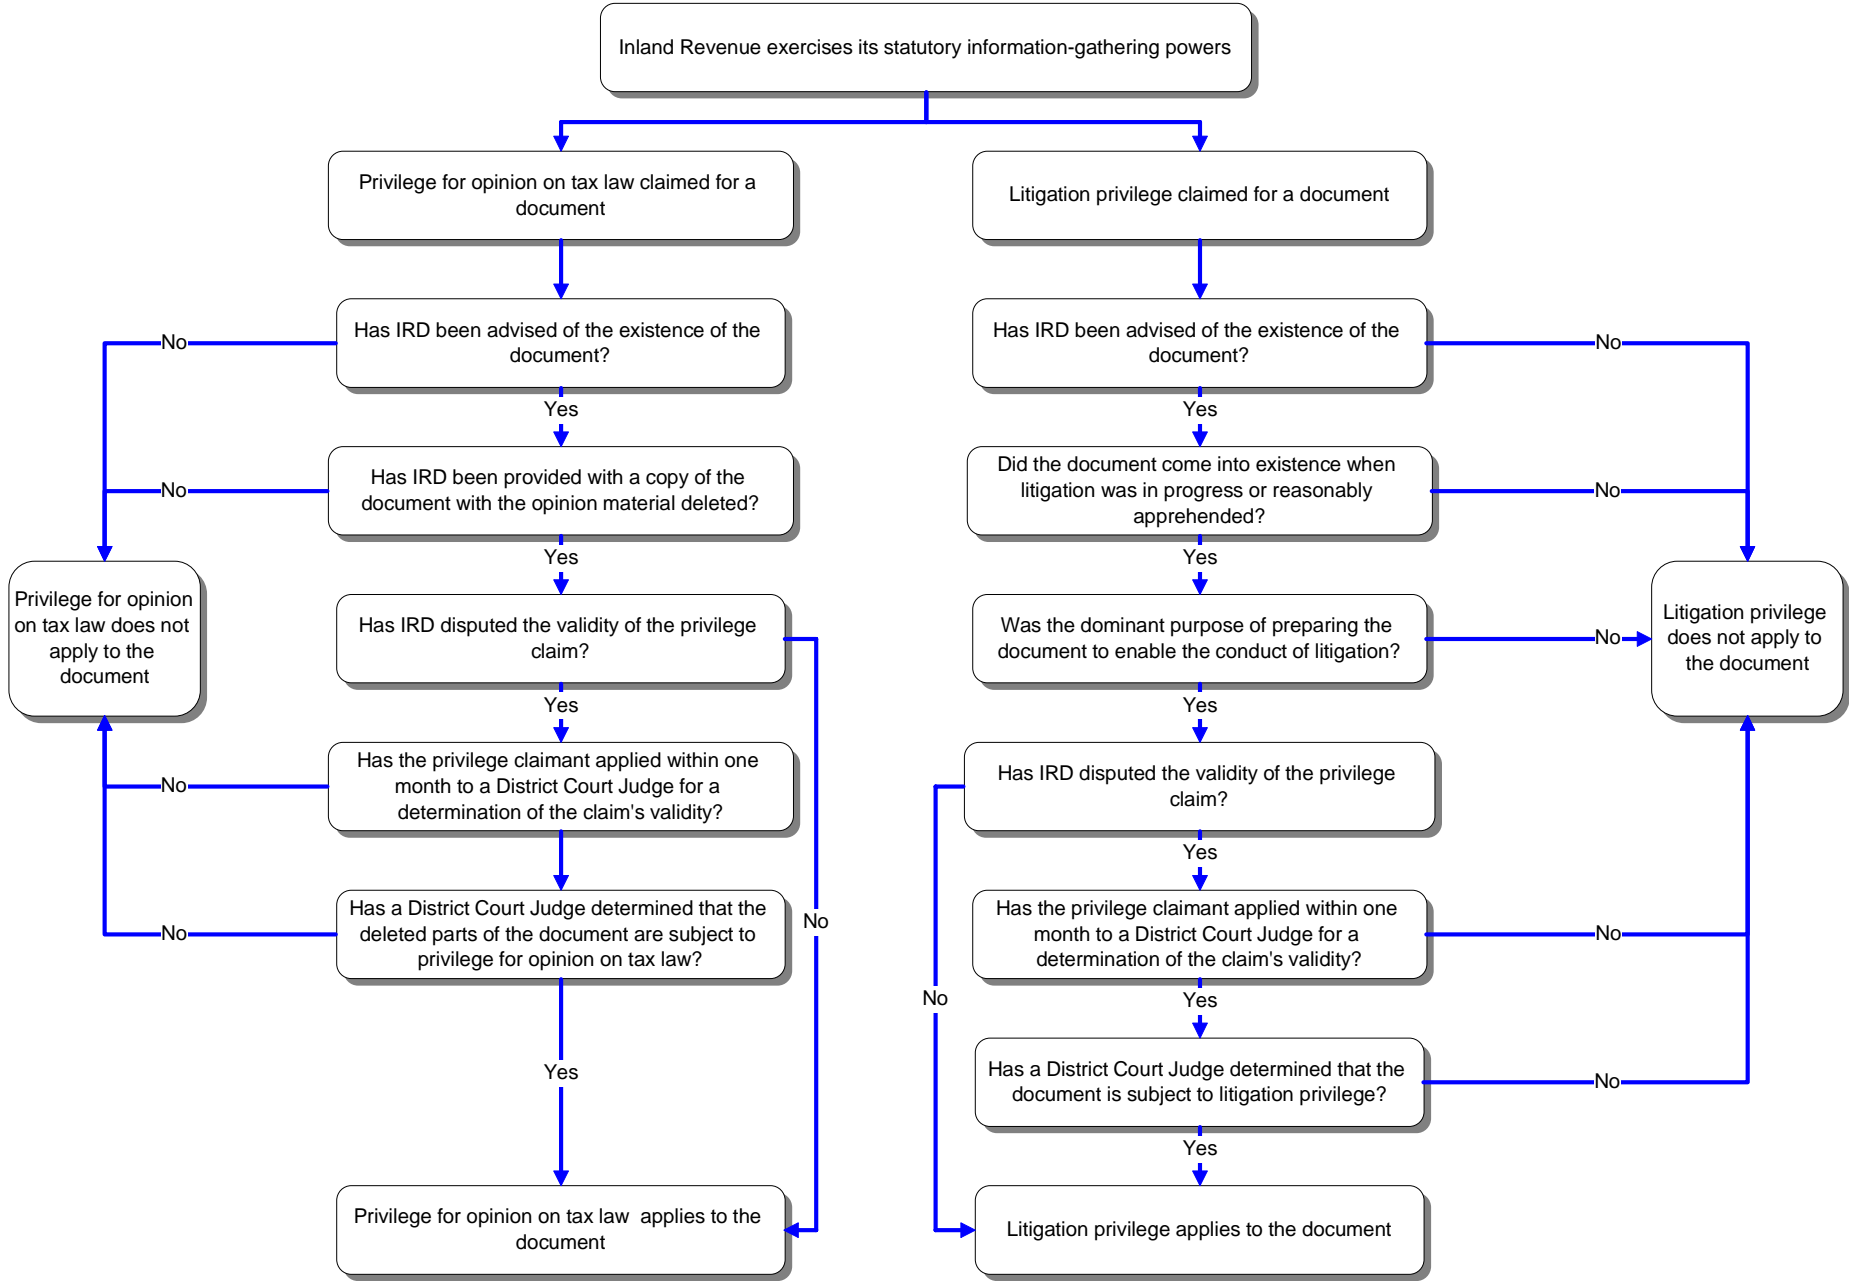 Inland Revenue exercises its statutory information-gathering powers
Privilege for opinion on tax law claimed for a
document
Litigation privilege claimed for a document
Has IRD been advised of the existence of the
document?
No
Yes
Has IRD been advised of the existence of the
document?
No
Yes
Has IRD been provided with a copy of the
document with the opinion material deleted?
No
Yes
Did the document come into existence when
litigation was in progress or reasonably
apprehended?
No
Yes
Privilege for opinion
on tax law does not
apply to the
document
Has IRD disputed the validity of the privilege
claim?
Yes
No
Was the dominant purpose of preparing the
document to enable the conduct of litigation?
No
Yes
Litigation privilege
does not apply to
the document
Has the privilege claimant applied within one
month to a District Court Judge for a
determination of the claim's validity?
No
Has IRD disputed the validity of the privilege
claim?
Yes
No
Has a District Court Judge determined that the
deleted parts of the document are subject to
privilege for opinion on tax law?
No
Yes
Has the privilege claimant applied within one
month to a District Court Judge for a
determination of the claim's validity?
No
Yes
Has a District Court Judge determined that the
document is subject to litigation privilege?
No
Yes
Privilege for opinion on tax law  applies to the
document
Litigation privilege applies to the document